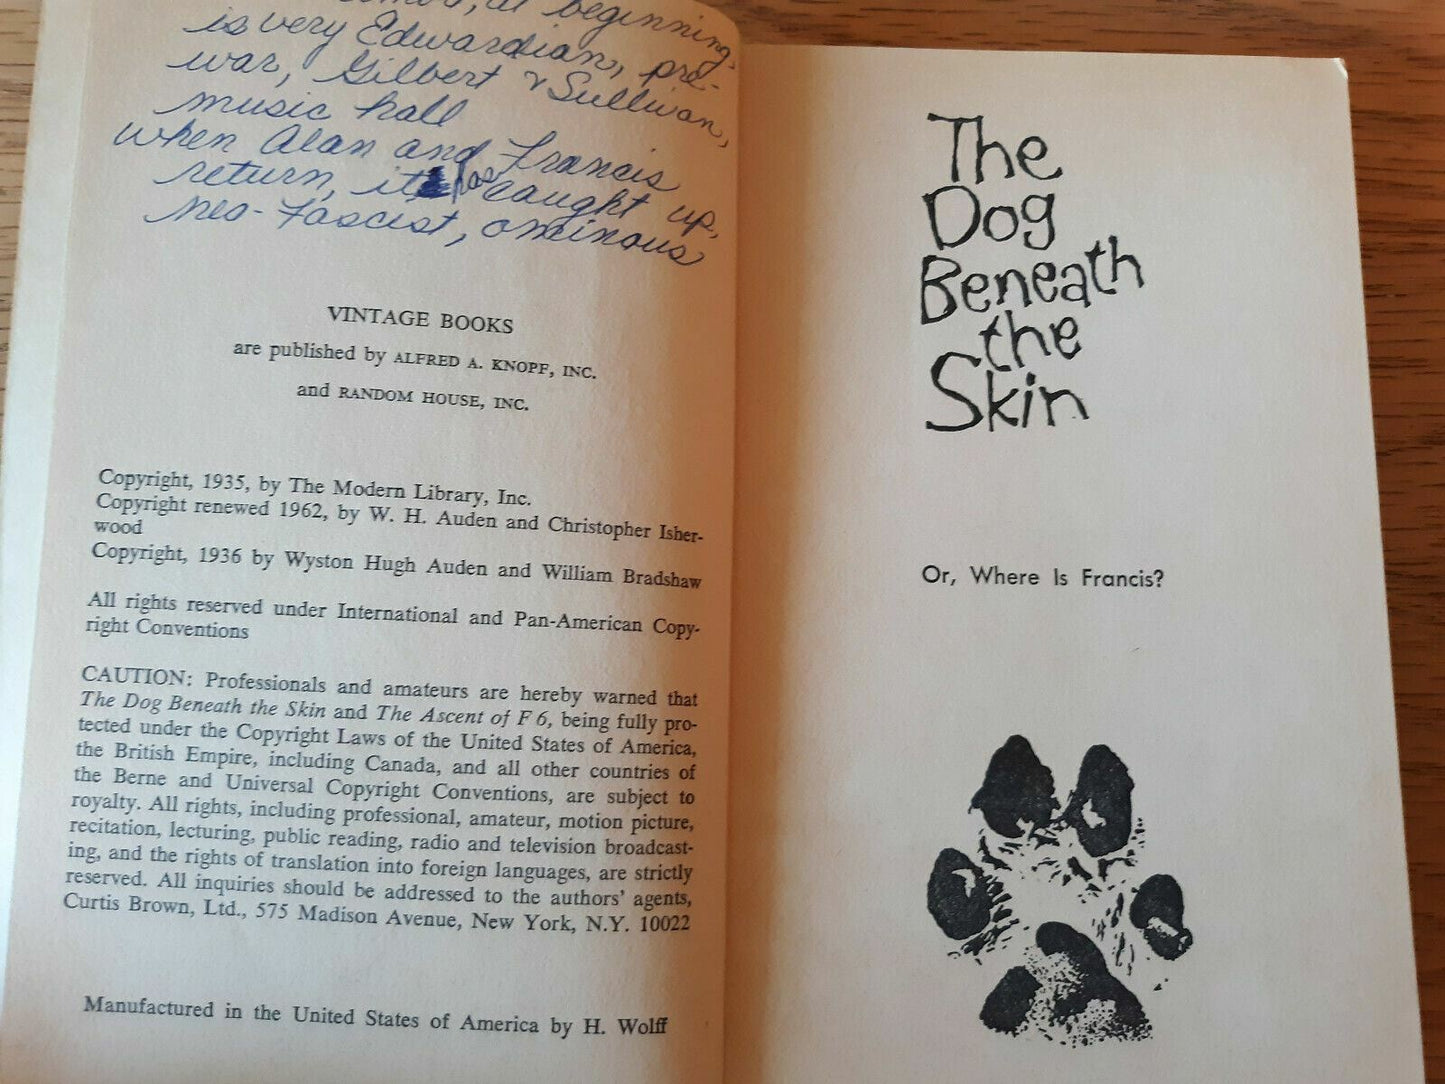 at beginning
is very Edwardian, pre-
war, Gilbert & Sullivan,
music hall
when Alan and Francis
return, it has caught up,
neo-Fascist, ominous
VINTAGE BOOKS
are published by ALFRED A. KNOPF, INC.
and RANDOM HOUSE, INC.
Copyright, 1935, by The Modern Library, Inc.
Copyright renewed 1962, by W. H. Auden and Christopher Isher-
wood
Copyright, 1936 by Wyston Hugh Auden and William Bradshaw
All rights reserved under International and Pan-American Copy-
right Conventions
CAUTION: Professionals and amateurs are hereby warned that
The Dog Beneath the Skin and The Ascent of F 6, being fully pro-
tected under the Copyright Laws of the United States of America,
the British Empire, including Canada, and all other countries of
the Berne and Universal Copyright Conventions, are subject to
royalty. All rights, including professional, amateur, motion picture,
recitation, lecturing, public reading, radio and television broadcast-
ing, and the rights of translation into foreign languages, are strictly
reserved. All inquiries should be addressed to the authors' agents,
Curtis Brown, Ltd., 575 Madison Avenue, New York, N.Y. 10022
Manufactured in the United States of America by H. Wolff
The
Dog
Beneath
the
Skin
Or, Where Is Francis?